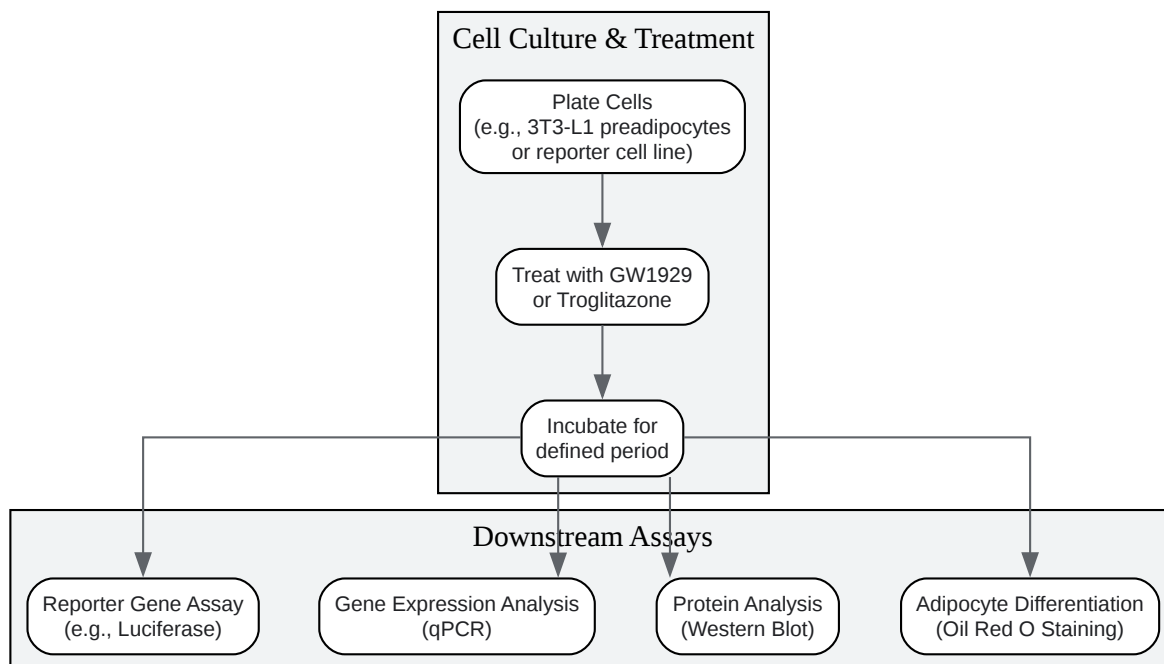 Cell Culture & Treatment
Plate Cells
(e.g., 3T3-L1 preadipocytes
or reporter cell line)
Treat with GW1929
or Troglitazone
Incubate for
defined period
Downstream Assays
Reporter Gene Assay
(e.g., Luciferase)
Gene Expression Analysis
(qPCR)
Protein Analysis
(Western Blot)
Adipocyte Differentiation
(Oil Red O Staining)